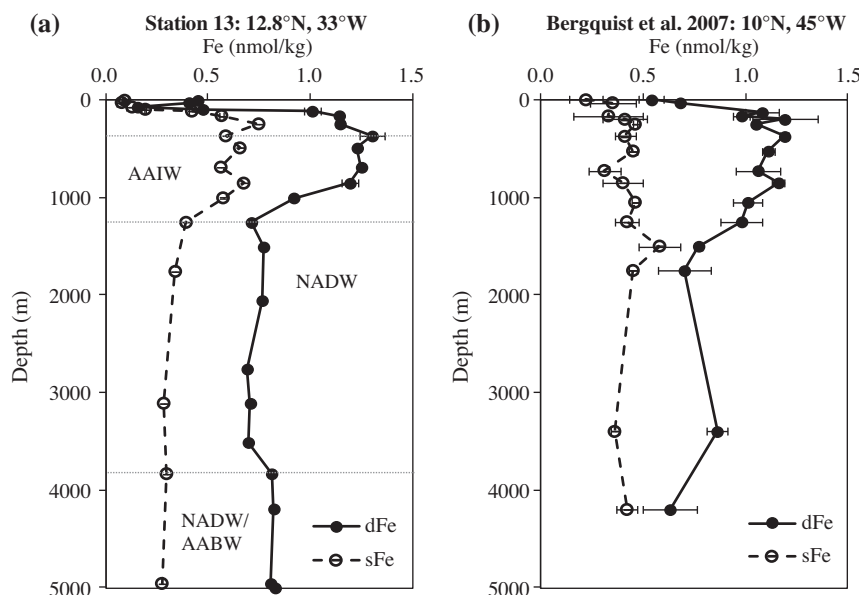 (a) Station 13: 12.8°N, 33°W
Fe (nmol/kg)
0.0 0.5 1.0 1.5
0
1000
2000
3000
4000
5000
Depth (m)
AAIW
NADW
NADW/
AABW
dFe
sFe
(b) Bergquist et al. 2007: 10°N, 45°W
Fe (nmol/kg)
0.0 0.5 1.0 1.5
0
1000
2000
3000
4000
5000
Depth (m)
dFe
sFe